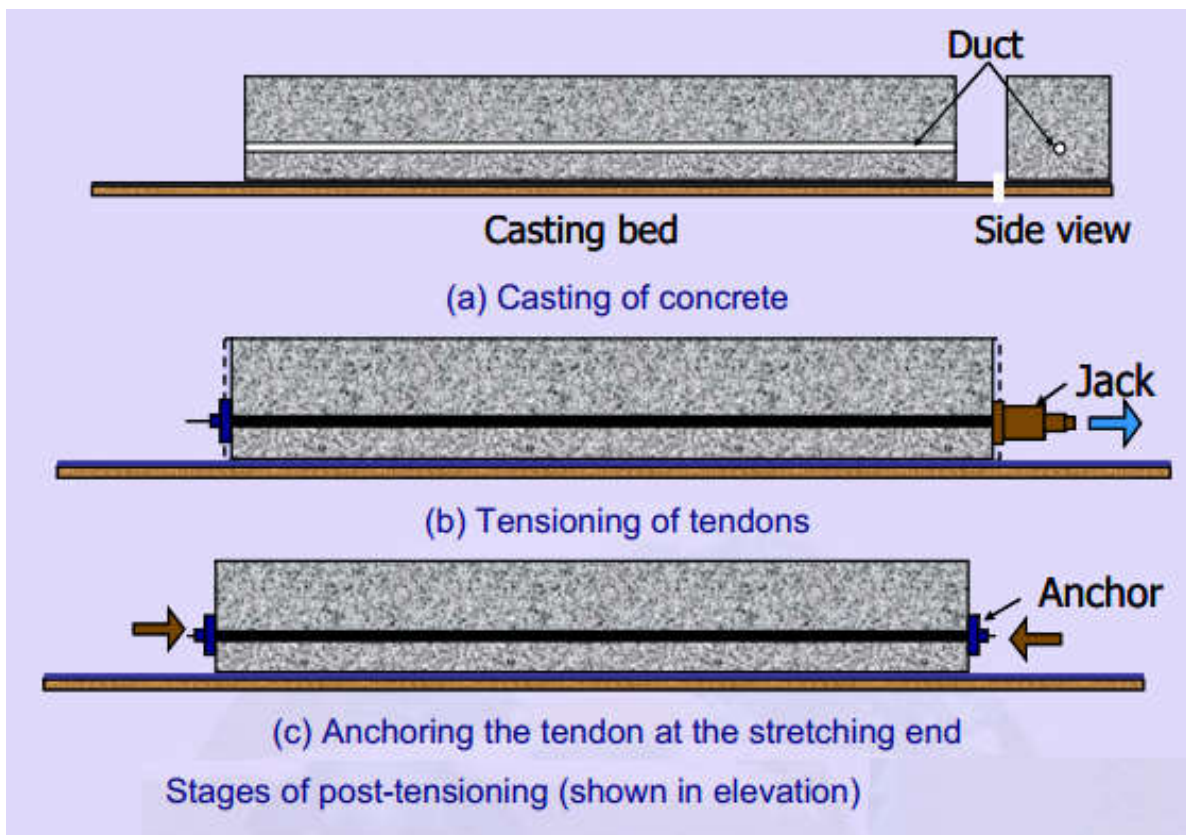 Duct
Casting bed
Side view
(a) Casting of concrete
Jack
(b) Tensioning of tendons
Anchor
(c) Anchoring the tendon at the stretching end
Stages of post-tensioning (shown in elevation)